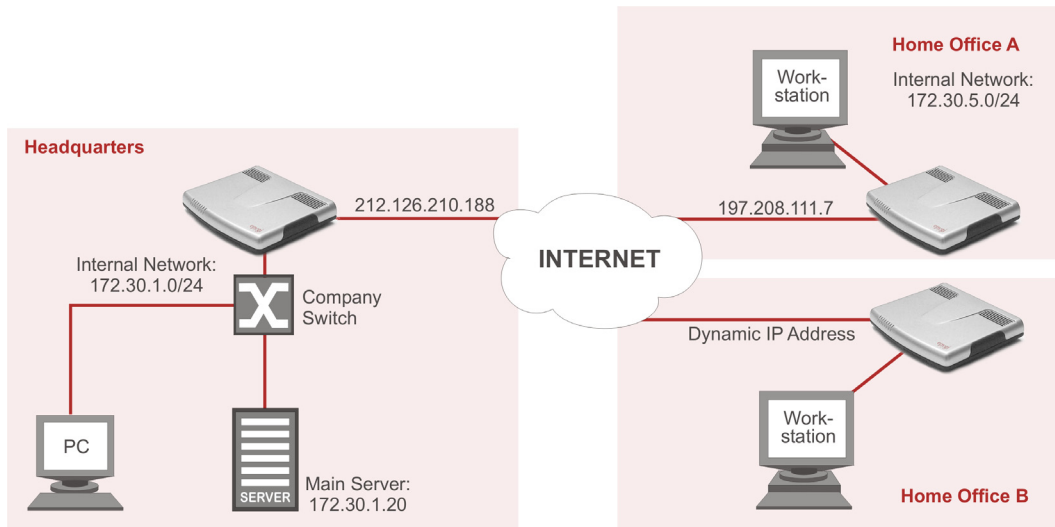 Headquarters
212.126.210.188
Internal Network:
172.30.1.0/24
Company
Switch
PC
SERVER
Main Server:
172.30.1.20
INTERNET
Home Office A
Work-
station
Internal Network:
172.30.5.0/24
197.208.111.7
Dynamic IP Address
Work-
station
Home Office B